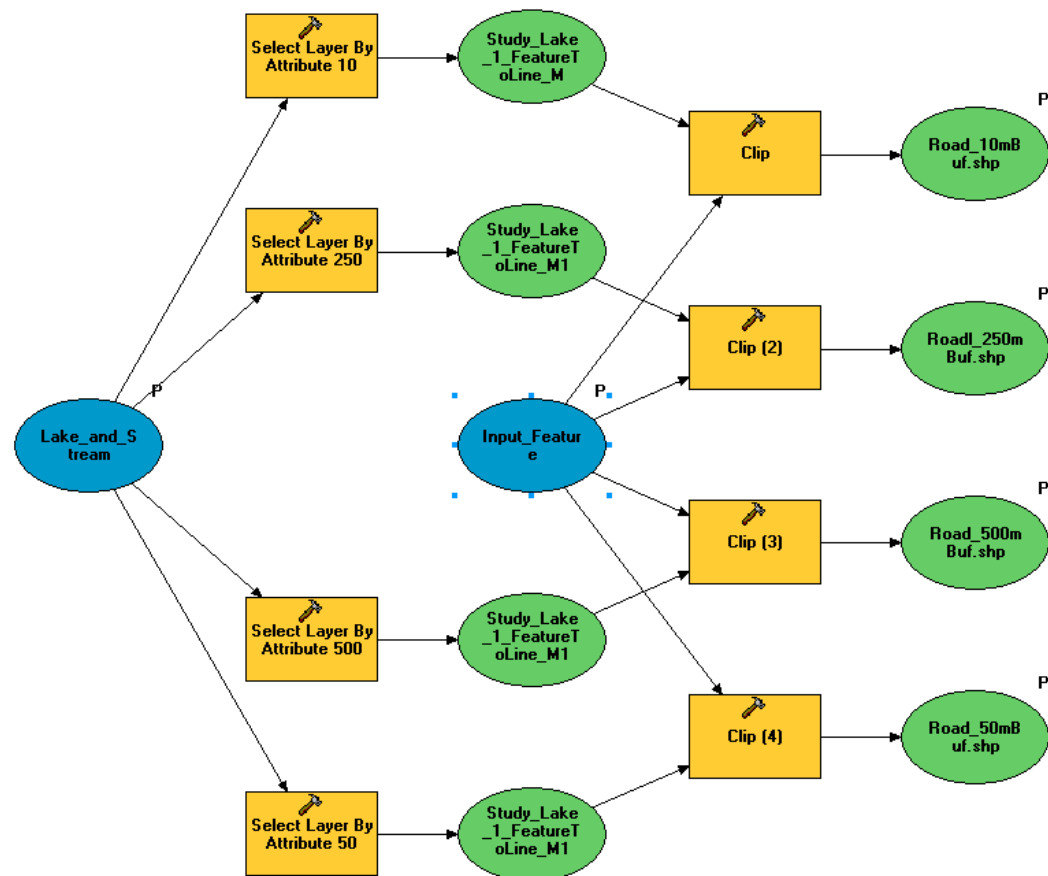 Select Layer By
Attribute 10
Study_Lake
_1_FeatureT
oLine_M
P
Clip
Road_10mB
uf.shp
Select Layer By
Attribute 250
Study_Lake
_1_FeatureT
oLine_M1
P
Clip (2)
Roadl_250m
Buf.shp
P
Lake_and_S
tream
P
Input_Featur
e
P
Clip (3)
Road_500m
Buf.shp
Select Layer By
Attribute 500
Study_Lake
_1_FeatureT
oLine_M1
P
Clip (4)
Road_50mB
uf.shp
Select Layer By
Attribute 50
Study_Lake
_1_FeatureT
oLine_M1